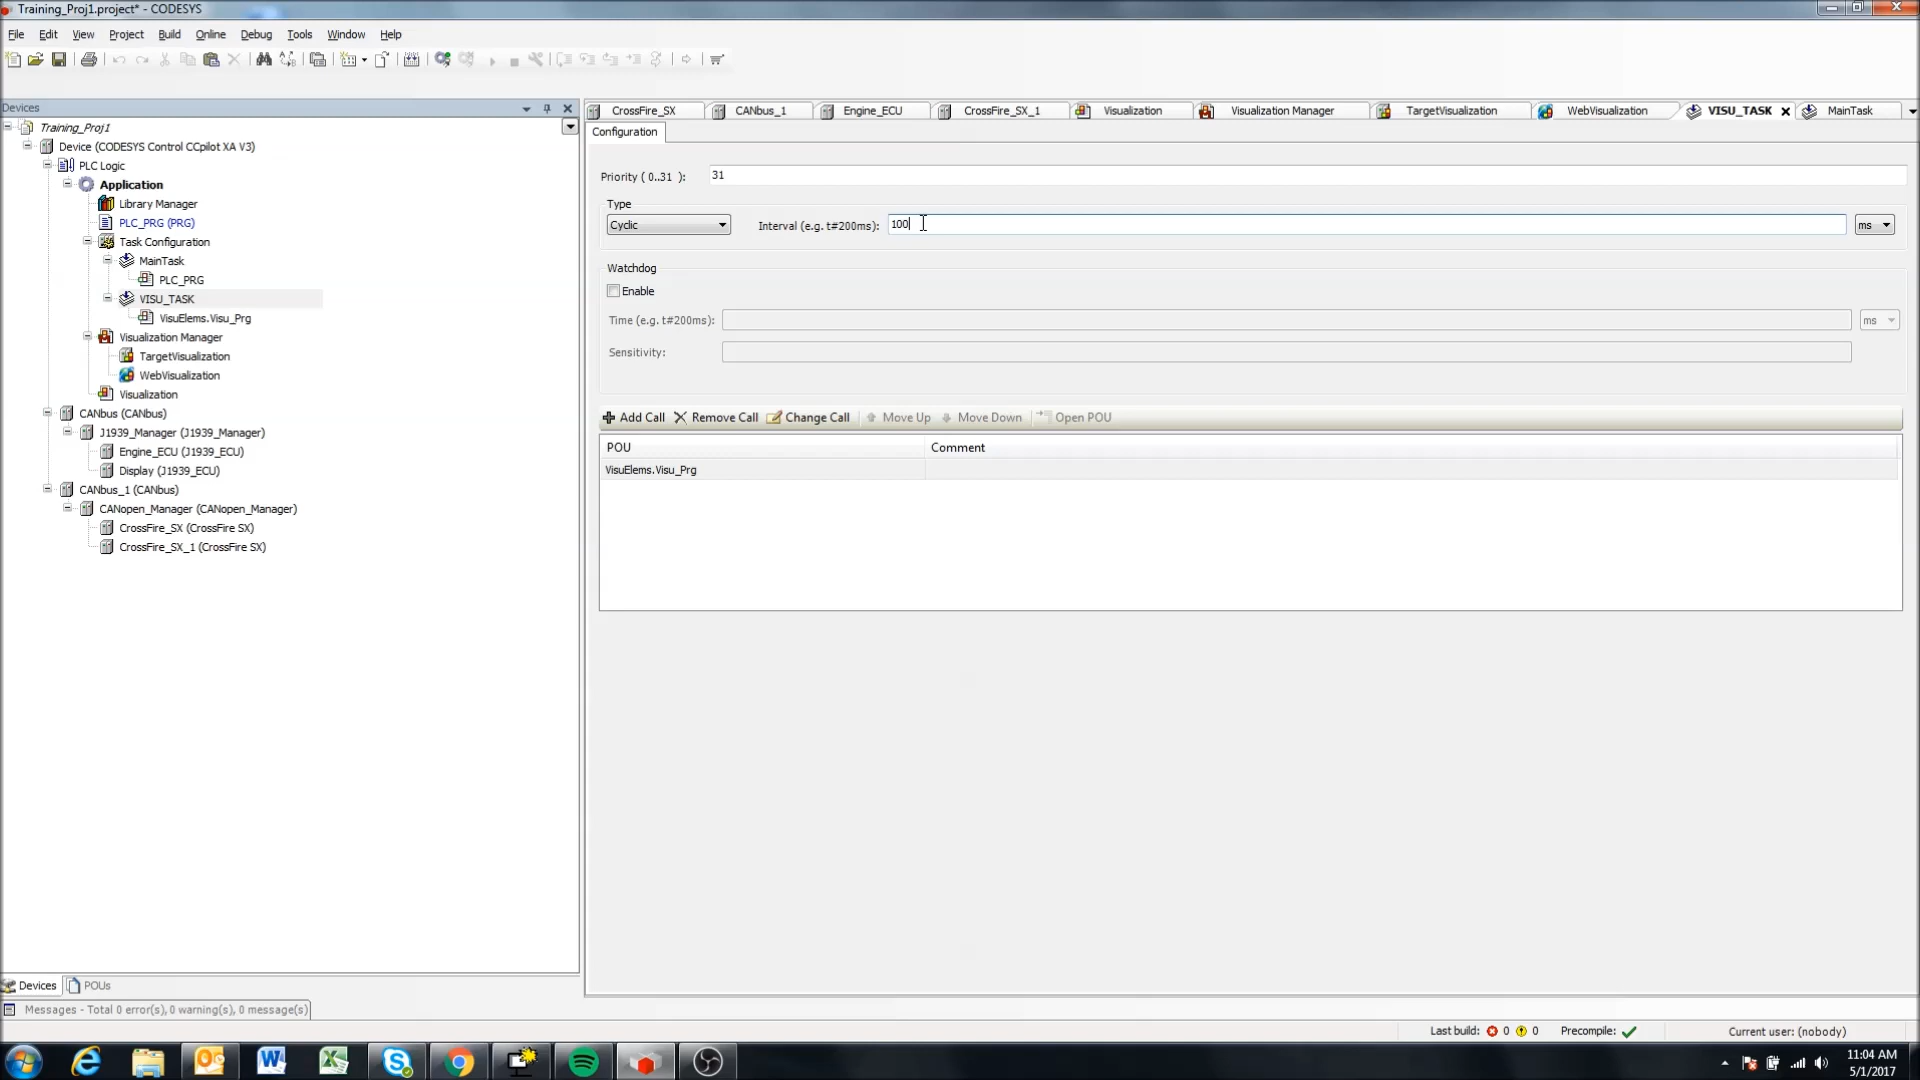 Training_Proj1.project* - CODESYS
File Edit View Project Build Online Debug Tools Window Help
Devices
Training_Proj1
Device (CODESYS Control CCpilot XA V3)
PLC Logic
Application
Library Manager
PLC_PRG (PRG)
Task Configuration
MainTask
PLC_PRG
VISU_TASK
VisuElems.Visu_Prg
Visualization Manager
TargetVisualization
WebVisualization
Visualization
CANbus (CANbus)
J1939_Manager (J1939_Manager)
Engine_ECU (J1939_ECU)
Display (J1939_ECU)
CANbus_1 (CANbus)
CANopen_Manager (CANopen_Manager)
CrossFire_SX (CrossFire SX)
CrossFire_SX_1 (CrossFire SX)
Devices POUs
CrossFire_SX CANbus_1 Engine_ECU CrossFire_SX_1 Visualization Visualization Manager TargetVisualization WebVisualization VISU_TASK MainTask
Configuration
Priority ( 0..31 ): 31
Type
Cyclic Interval (e.g. t#200ms): 100 ms
Watchdog
Enable
Time (e.g. t#200ms): ms
Sensitivity:
Add Call Remove Call Change Call Move Up Move Down Open POU
POU Comment
VisuElems.Visu_Prg
Messages - Total 0 error(s), 0 warning(s), 0 message(s)
Last build: 0 0 Precompile: Current user: (nobody)
11:04 AM
5/1/2017